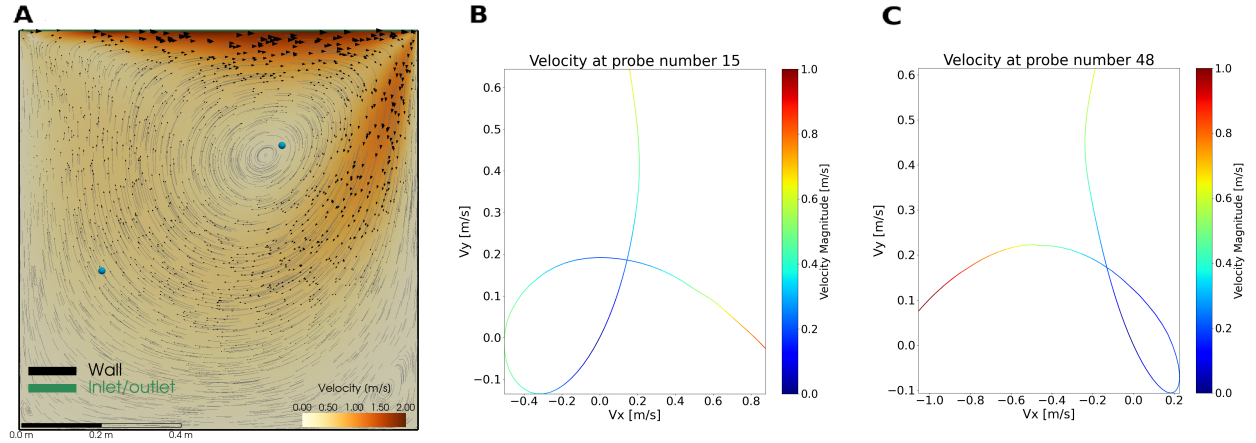 A
Wall
Inlet/outlet
Velocity (m/s)
0.00 0.50 1.00 1.50 2.00
0.0 m 0.2 m 0.4 m
B
Velocity at probe number 15
0.6
0.5
0.4
0.3
0.2
0.1
0.0
−0.1
Vy [m/s]
−0.4 −0.2 0.0 0.2 0.4 0.6 0.8
Vx [m/s]
1.0
0.8
0.6
0.4
0.2
0.0
Velocity Magnitude [m/s]
C
Velocity at probe number 48
0.6
0.5
0.4
0.3
0.2
0.1
0.0
−0.1
Vy [m/s]
−1.0 −0.8 −0.6 −0.4 −0.2 0.0 0.2
Vx [m/s]
1.0
0.8
0.6
0.4
0.2
0.0
Velocity Magnitude [m/s]